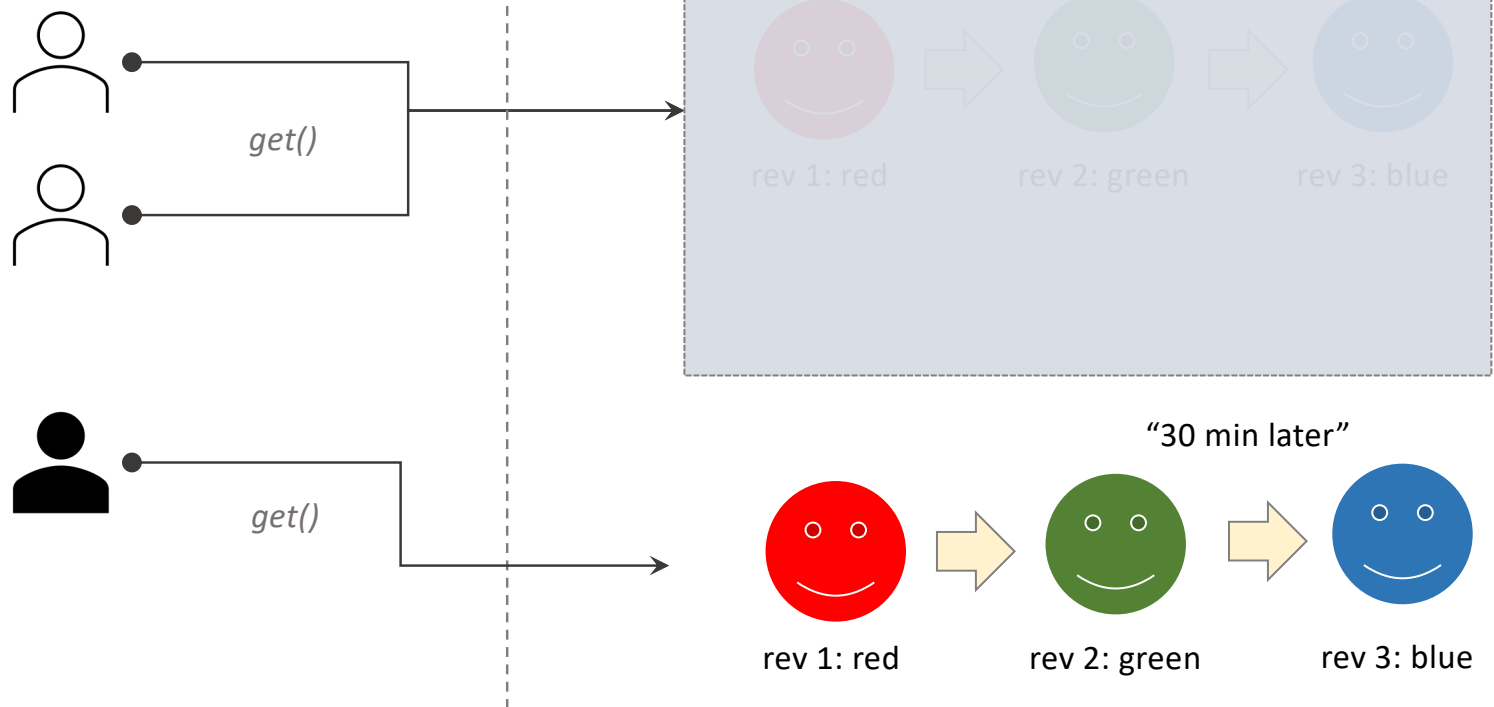 get()
rev 1: red
rev 2: green
rev 3: blue
“30 min later”
get()
rev 1: red
rev 2: green
rev 3: blue